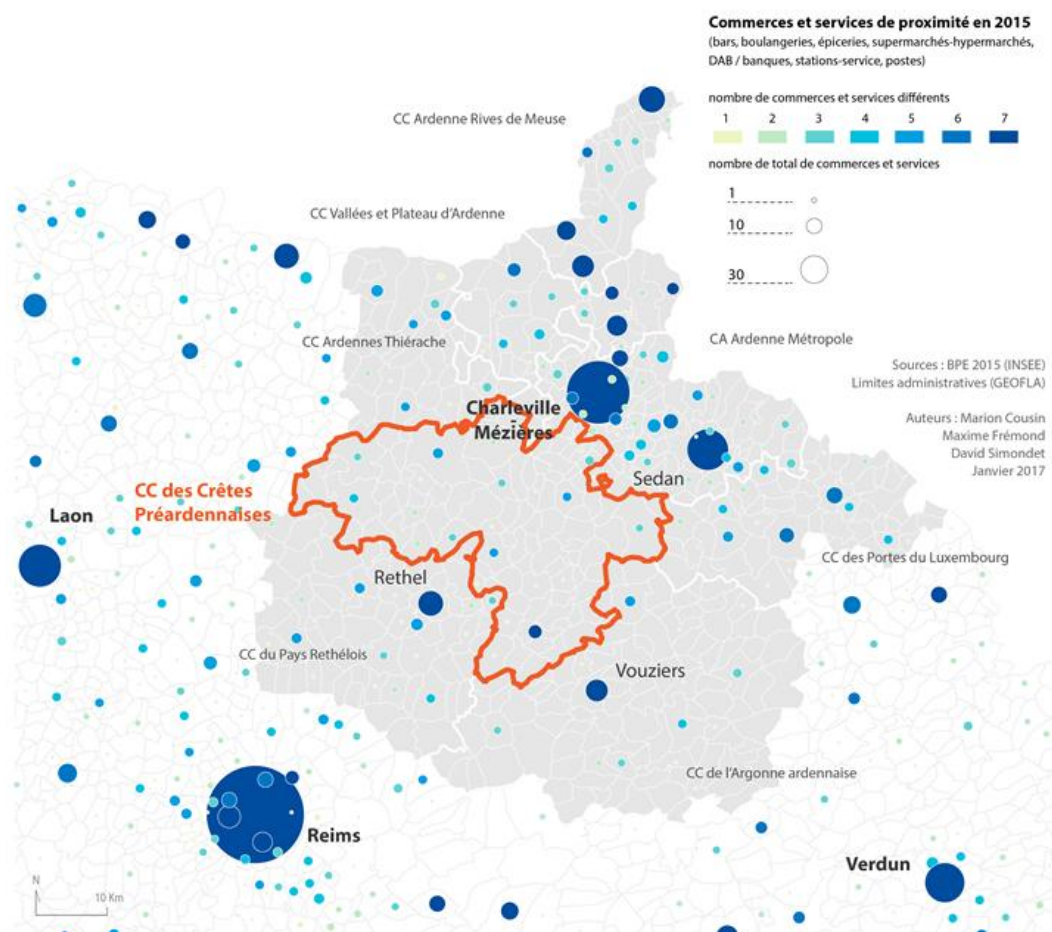 Commerces et services de proximité en 2015
(bars, boulangeries, épiceries, supermarchés-hypermarchés,
DAB / banques, stations-service, postes)
nombre de commerces et services différents
1 2 3 4 5 6 7
nombre de total de commerces et services
1
10
30
CC Ardenne Rives de Meuse
CC Vallées et Plateau d'Ardenne
CC Ardennes Thiérache
CA Ardenne Métropole
Sources : BPE 2015 (INSEE)
Limites administratives (GEOFLA)
Auteurs : Marion Cousin
Maxime Frémond
David Simondet
Janvier 2017
Charleville
-
Mézières
Sedan
CC des Crêtes
Préardennaises
Laon
CC des Portes du Luxembourg
Rethel
CC du Pays Rethélois
Vouziers
CC de l'Argonne ardennaise
Reims
Verdun
N
10 Km